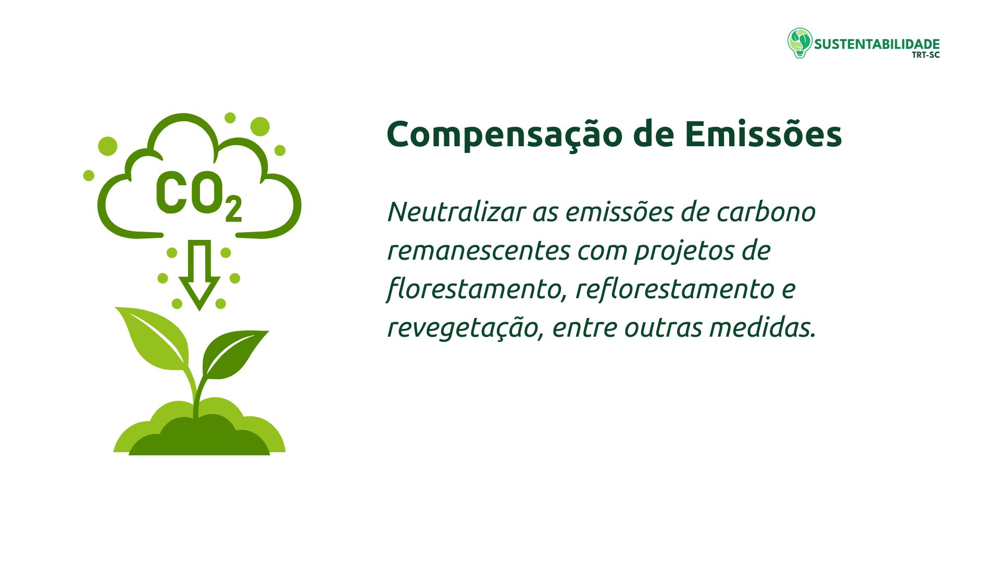 SUSTENTABILIDADE
TRT-SC
CO₂
Compensação de Emissões
Neutralizar as emissões de carbono
remanescentes com projetos de
florestamento, reflorestamento e
revegetação, entre outras medidas.